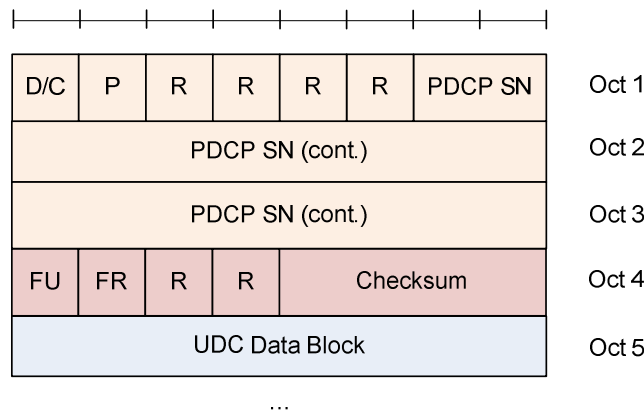 D/C P R R R R PDCP SN Oct 1
PDCP SN (cont.) Oct 2
PDCP SN (cont.) Oct 3
FU FR R R Checksum Oct 4
UDC Data Block Oct 5
...